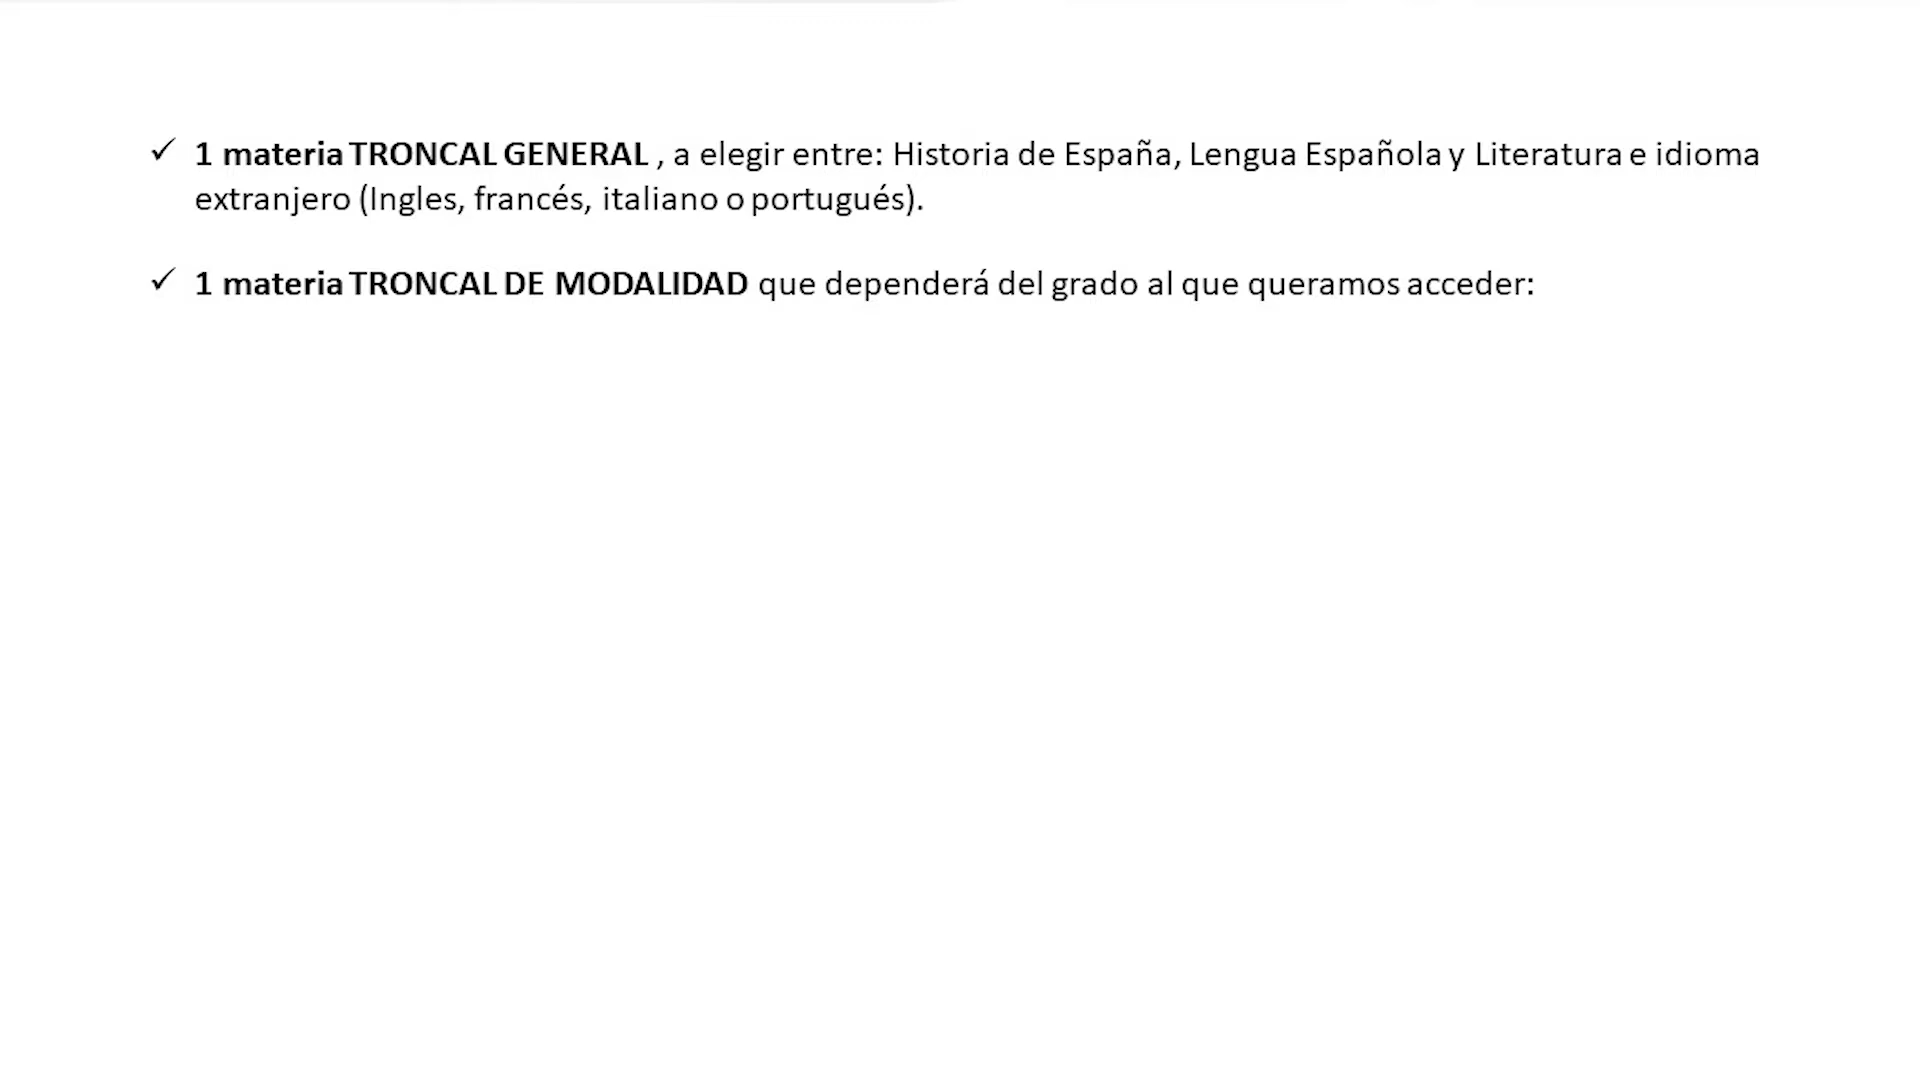 ✓ 1 materia TRONCAL GENERAL , a elegir entre: Historia de España, Lengua Española y Literatura e idioma
extranjero (Ingles, francés, italiano o portugués).
✓ 1 materia TRONCAL DE MODALIDAD que dependerá del grado al que queramos acceder: